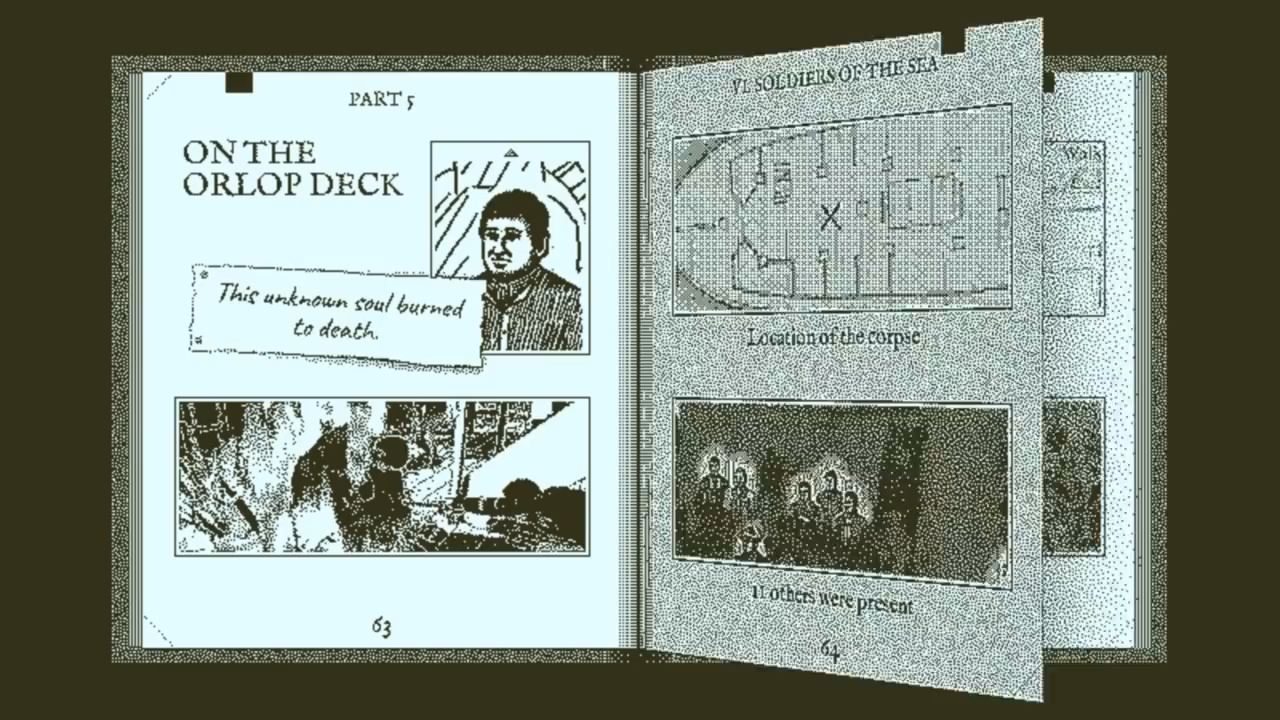 PART 5
ON THE
ORLOP DECK
This unknown soul burned
to death.
63
VI. SOLDIERS OF THE SEA
Location of the corpse
11 others were present
64